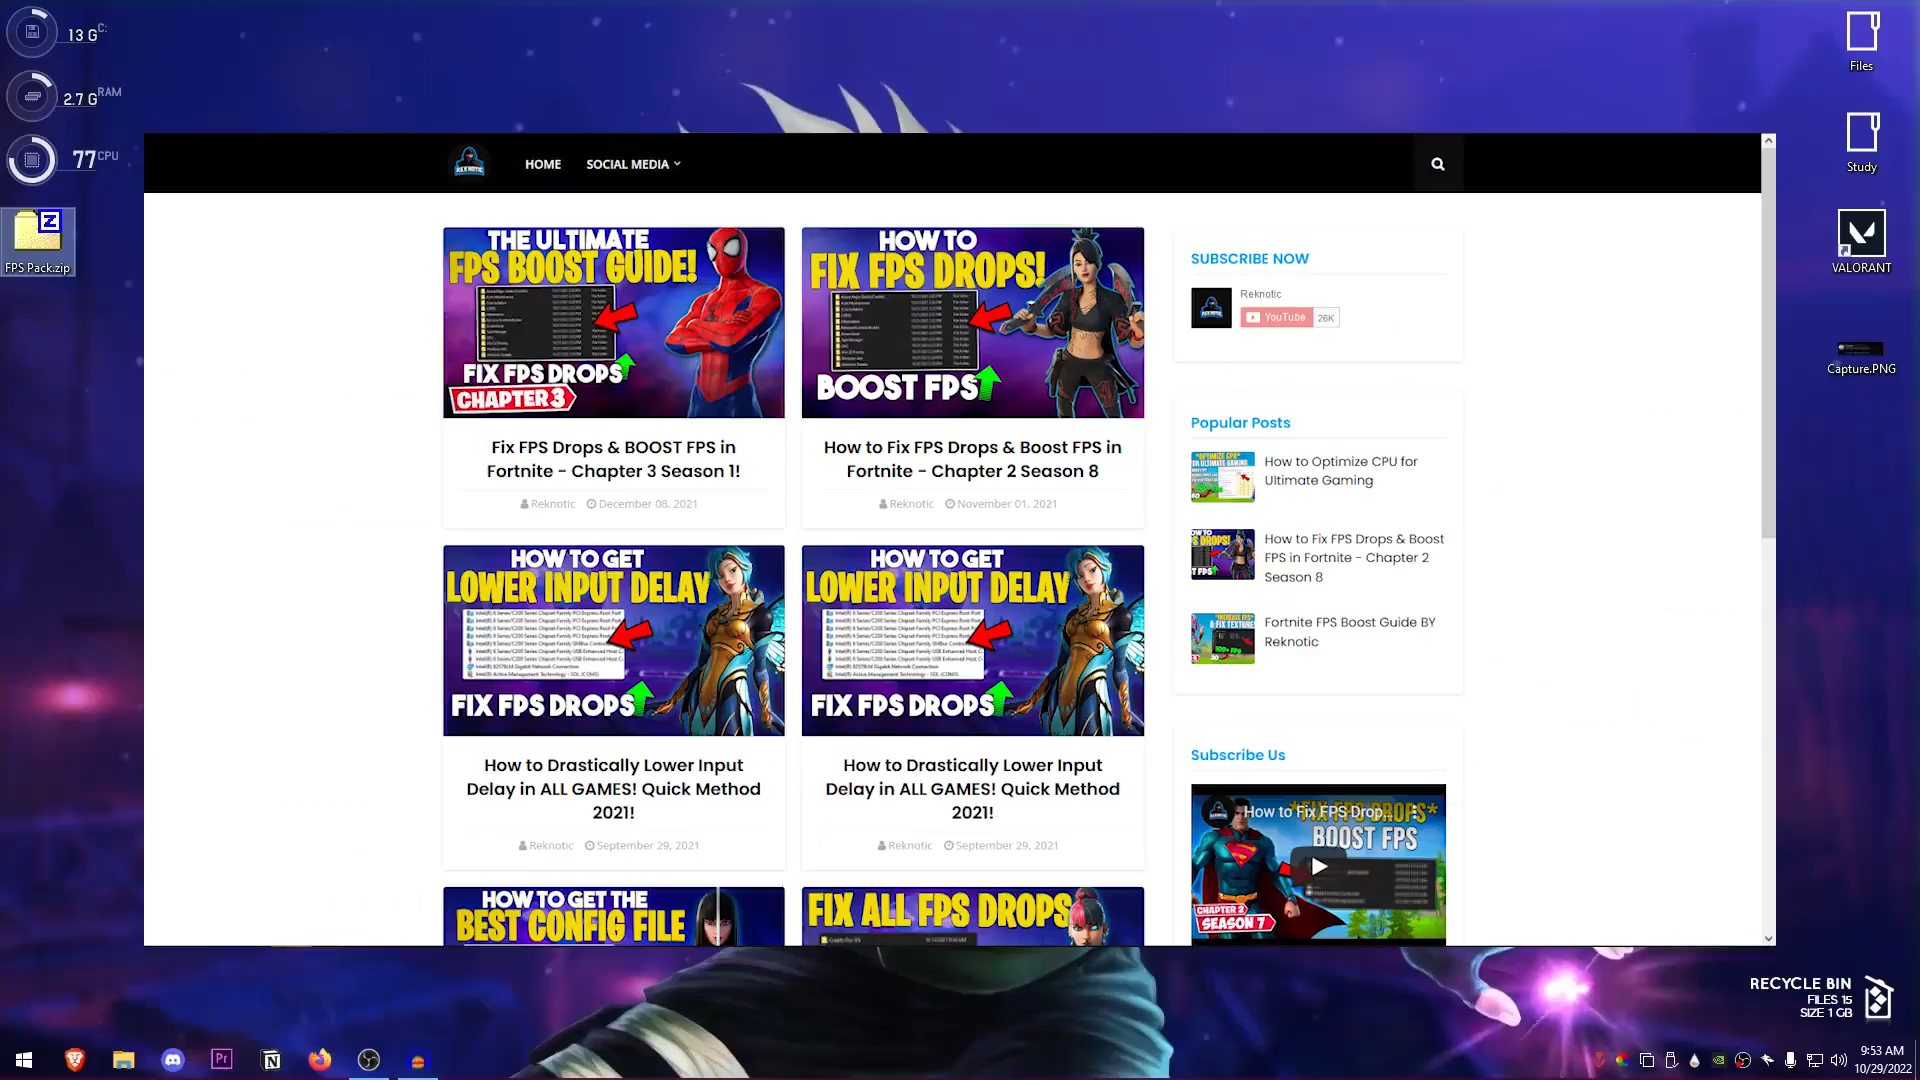 13 G
C:
2.7 G
RAM
77
CPU
FPS Pack.zip
Files
Study
VALORANT
Capture.PNG
HOME
SOCIAL MEDIA
THE ULTIMATE
FPS BOOST GUIDE!
FIX FPS DROPS
CHAPTER 3
Fix FPS Drops & BOOST FPS in
Fortnite - Chapter 3 Season 1!
Reknotic
December 08, 2021
HOW TO
FIX FPS DROPS!
BOOST FPS
How to Fix FPS Drops & Boost FPS in
Fortnite - Chapter 2 Season 8
Reknotic
November 01, 2021
HOW TO GET
LOWER INPUT DELAY
FIX FPS DROPS
How to Drastically Lower Input
Delay in ALL GAMES! Quick Method
2021!
Reknotic
September 29, 2021
HOW TO GET
LOWER INPUT DELAY
FIX FPS DROPS
How to Drastically Lower Input
Delay in ALL GAMES! Quick Method
2021!
Reknotic
September 29, 2021
HOW TO GET THE
BEST CONFIG FILE
FIX ALL FPS DROPS
SUBSCRIBE NOW
Reknotic
YouTube
26K
Popular Posts
How to Optimize CPU for
Ultimate Gaming
How to Fix FPS Drops & Boost
FPS in Fortnite - Chapter 2
Season 8
Fortnite FPS Boost Guide BY
Reknotic
Subscribe Us
How to Fix FPS Drop...
*FIX FPS DROPS*
BOOST FPS
CHAPTER 2
SEASON 7
RECYCLE BIN
FILES 15
SIZE 1 GB
9:53 AM
10/29/2022